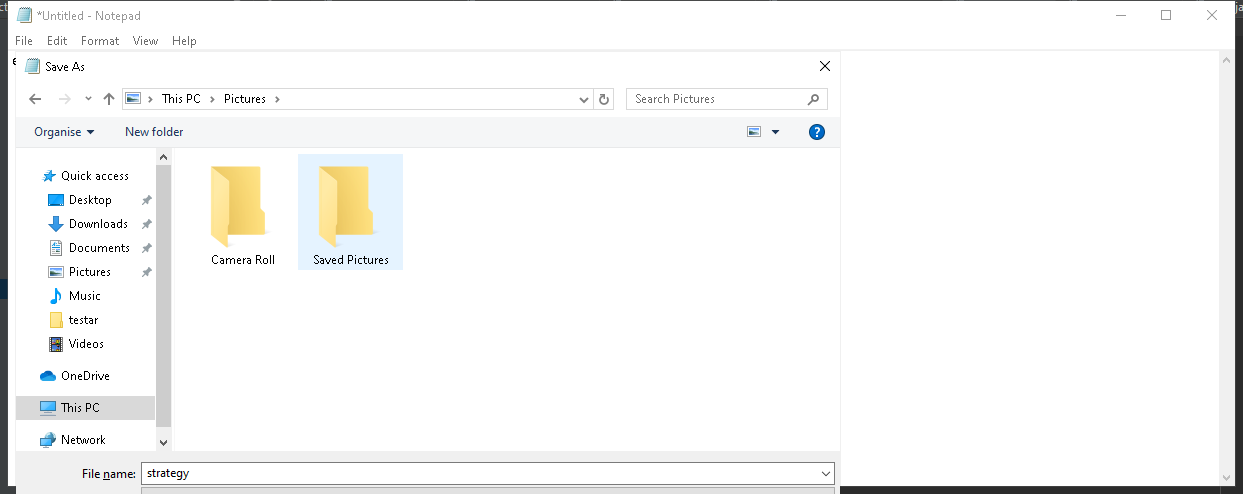 *Untitled - Notepad
File Edit Format View Help
Save As
This PC Pictures
Search Pictures
Organise New folder
Quick access
Desktop
Downloads
Documents
Pictures
Music
testar
Videos
OneDrive
This PC
Network
Camera Roll
Saved Pictures
File name: strategy